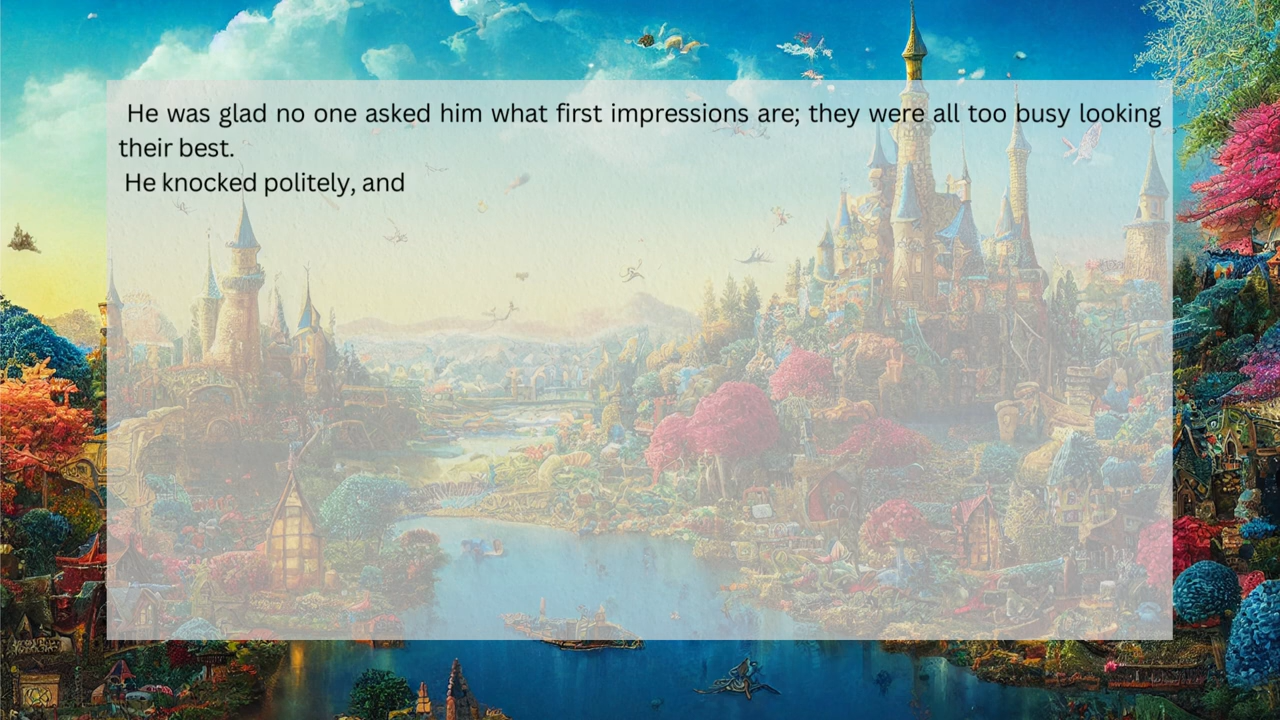 He was glad no one asked him what first impressions are; they were all too busy looking
their best.
He knocked politely, and